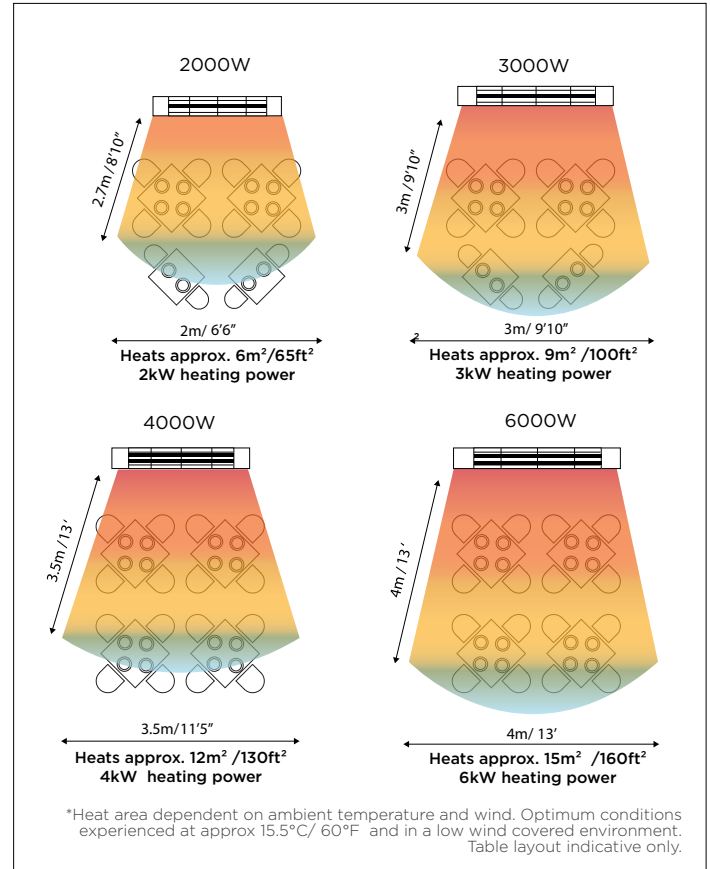 2000W
3000W
2.7m /8'10"
3m /9'10"
2m/ 6'6"
3m/ 9'10"
2
Heats approx. 6m²/65ft²
2kW heating power
Heats approx. 9m² /100ft²
3kW heating power
4000W
6000W
3.5m /13'
4m / 13'
3.5m/11'5"
4m/ 13'
Heats approx. 12m² /130ft²
4kW  heating power
Heats approx. 15m² /160ft²
6kW heating power
*Heat area dependent on ambient temperature and wind. Optimum conditions
experienced at approx 15.5°C/ 60°F  and in a low wind covered environment.
Table layout indicative only.